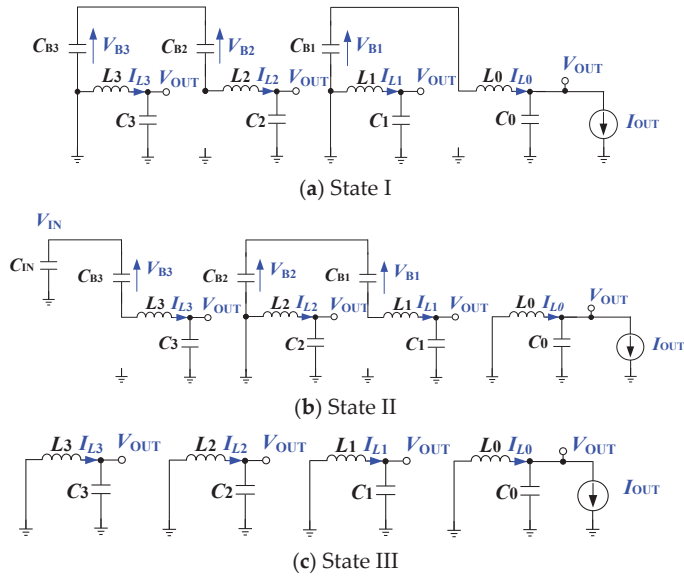 CB3 VB3 CB2 VB2 CB1 VB1
L3 IL3 VOUT L2 IL2 VOUT L1 IL1 VOUT L0 IL0 VOUT
C3 C2 C1 C0 IOUT
(a) State I
VIN
CIN CB3 VB3 CB2 VB2 CB1 VB1
L3 IL3 VOUT L2 IL2 VOUT L1 IL1 VOUT L0 IL0 VOUT
C3 C2 C1 C0 IOUT
(b) State II
L3 IL3 VOUT L2 IL2 VOUT L1 IL1 VOUT L0 IL0 VOUT
C3 C2 C1 C0 IOUT
(c) State III